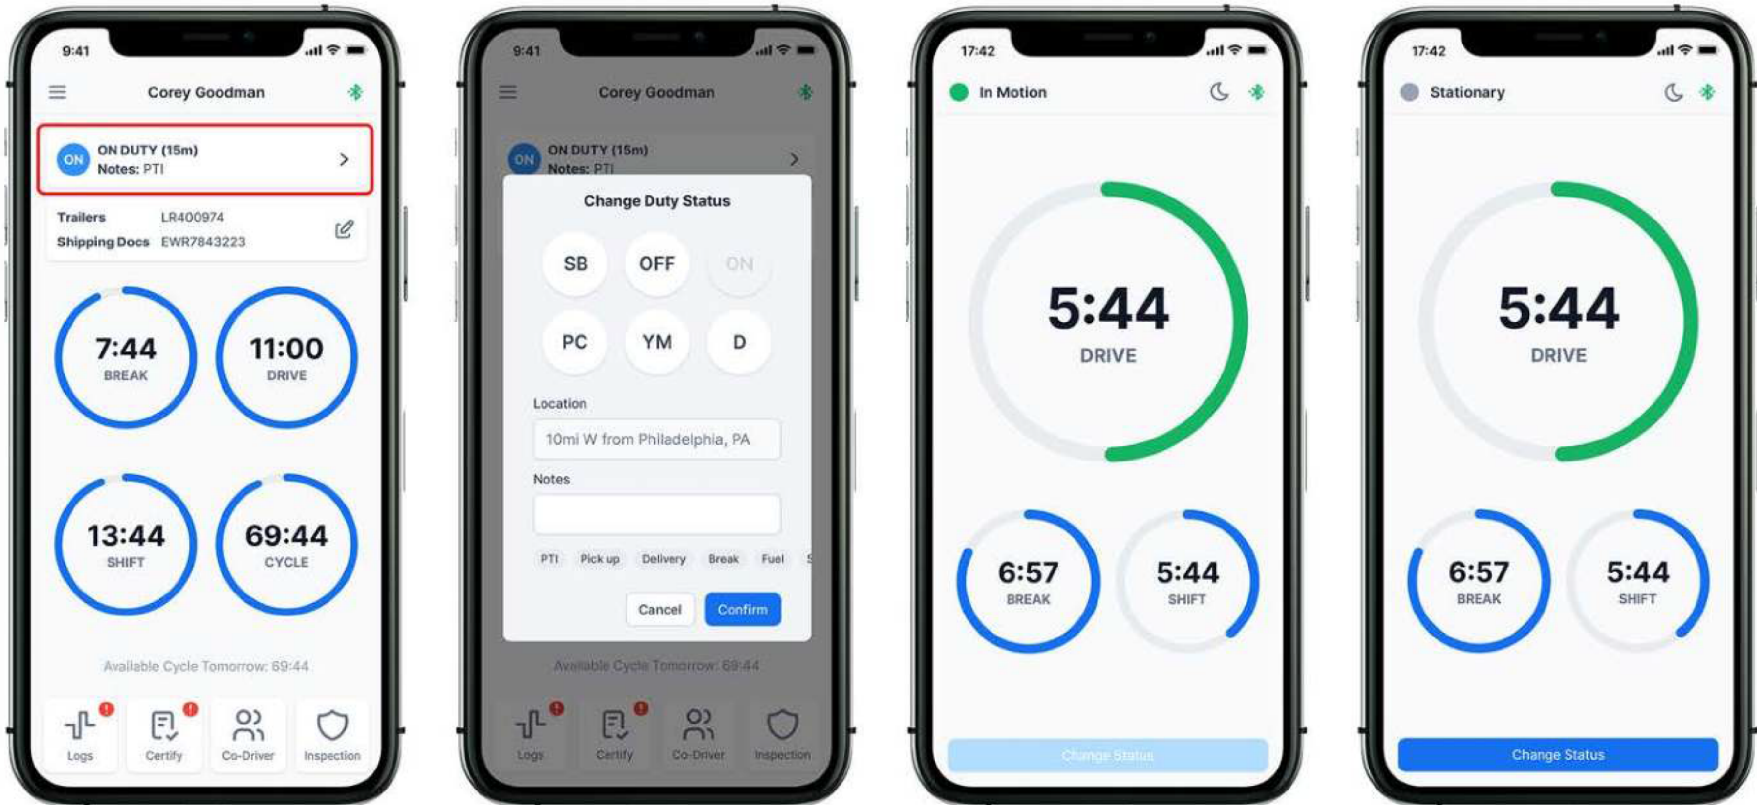 9:41
Corey Goodman
ON
ON DUTY (15m)
Notes: PTI
Trailers LR400974
Shipping Docs EWR7843223
7:44
BREAK
11:00
DRIVE
13:44
SHIFT
69:44
CYCLE
Available Cycle Tomorrow: 69:44
Logs
Certify
Co-Driver
Inspection
9:41
Corey Goodman
ON
ON DUTY (15m)
Notes: PTI
Change Duty Status
SB OFF ON
PC YM D
Location
10mi W from Philadelphia, PA
Notes
PTI Pick up Delivery Break Fuel S
Cancel Confirm
Available Cycle Tomorrow: 69:44
Logs
Certify
Co-Driver
Inspection
17:42
In Motion
5:44
DRIVE
6:57
BREAK
5:44
SHIFT
Change Status
17:42
Stationary
5:44
DRIVE
6:57
BREAK
5:44
SHIFT
Change Status